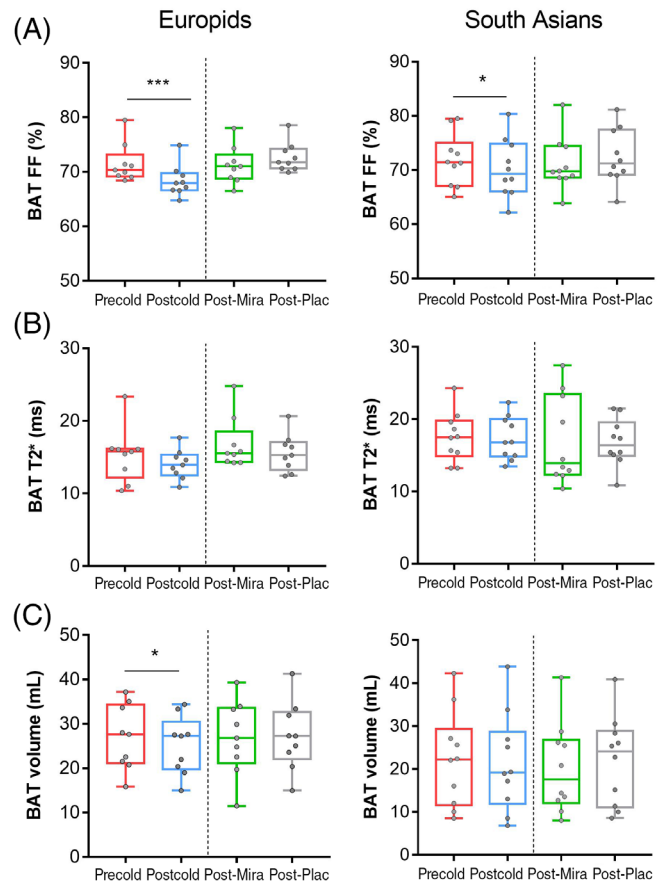 Europids South Asians
(A)
BAT FF (%)
90
80
70
60
50
***
Precold Postcold Post-Mira Post-Plac
BAT FF (%)
90
80
70
60
50
*
Precold Postcold Post-Mira Post-Plac
(B)
BAT T2* (ms)
30
20
10
0
Precold Postcold Post-Mira Post-Plac
BAT T2* (ms)
30
20
10
0
Precold Postcold Post-Mira Post-Plac
(C)
BAT volume (mL)
50
40
30
20
10
0
*
Precold Postcold Post-Mira Post-Plac
BAT volume (mL)
50
40
30
20
10
0
Precold Postcold Post-Mira Post-Plac